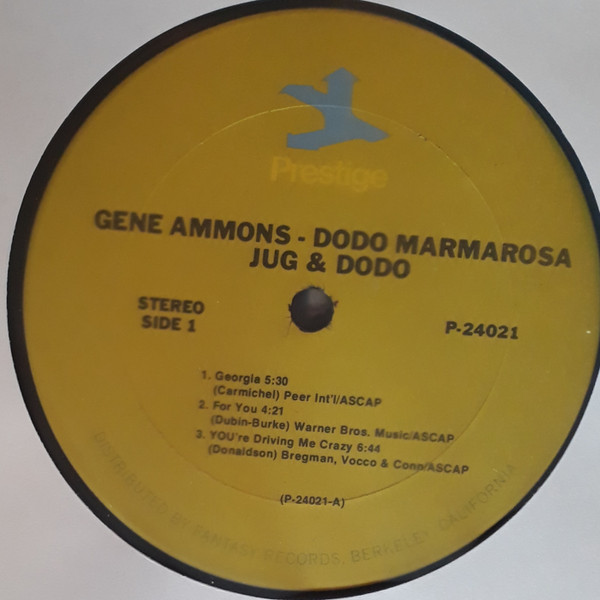 Prestige
GENE AMMONS - DODO MARMAROSA
JUG & DODO
STEREO
SIDE 1
P-24021
1. Georgia 5:30
(Carmichel) Peer Int'l/ASCAP
2. For You 4:21
(Dubin-Burke) Warner Bros. Music/ASCAP
3. YOU're Driving Me Crazy 6:44
(Donaldson) Bregman, Vocco & Conn/ASCAP
(P-24021-A)
DISTRIBUTED BY FANTASY RECORDS, BERKELEY, CALIFORNIA